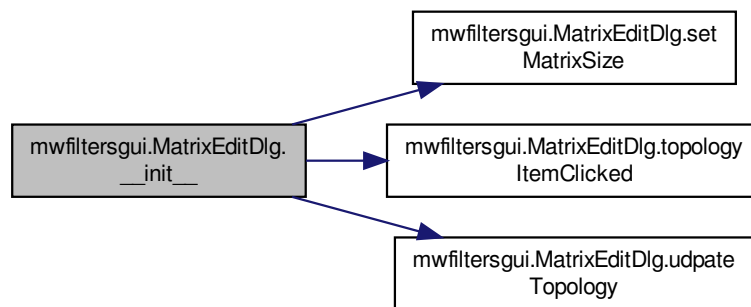 mwfiltersgui.MatrixEditDlg.set
MatrixSize
mwfiltersgui.MatrixEditDlg.
__init__
mwfiltersgui.MatrixEditDlg.topology
ItemClicked
mwfiltersgui.MatrixEditDlg.udpate
Topology